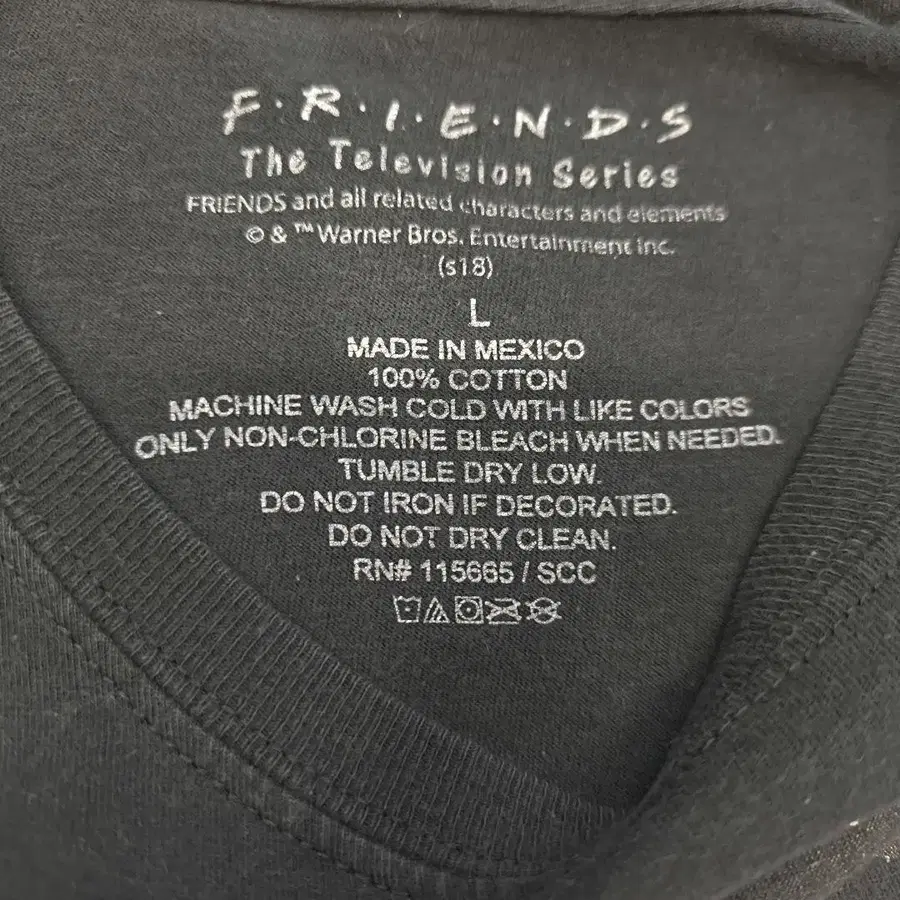 F·R·I·E·N·D·S
The Television Series
FRIENDS and all related characters and elements
© & ™ Warner Bros. Entertainment Inc.
(s18)
L
MADE IN MEXICO
100% COTTON
MACHINE WASH COLD WITH LIKE COLORS
ONLY NON-CHLORINE BLEACH WHEN NEEDED.
TUMBLE DRY LOW.
DO NOT IRON IF DECORATED.
DO NOT DRY CLEAN.
RN# 115665 / SCC